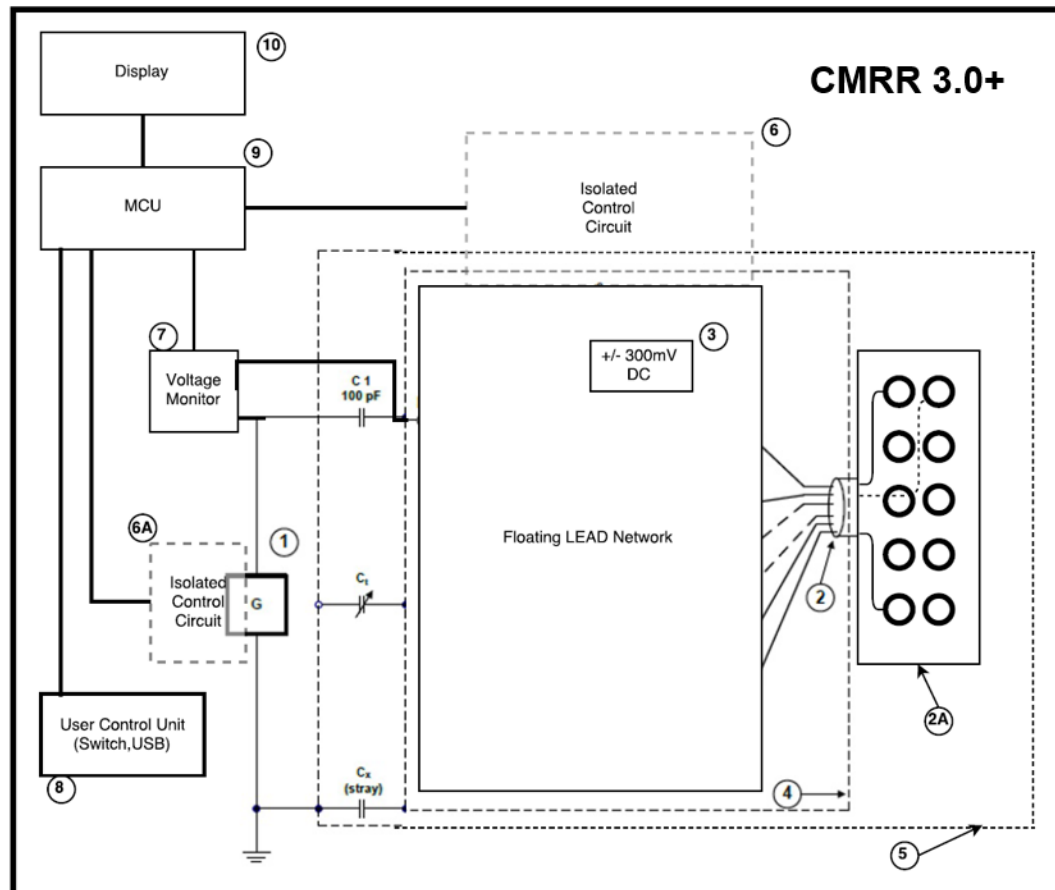 10
Display
CMRR 3.0+
9
MCU
6
Isolated
Control
Circuit
7
Voltage
Monitor
C 1
100 pF
3
+/- 300mV
DC
6A
1
Isolated
Control
Circuit
G
Ct
Floating LEAD Network
2
2A
User Control Unit
(Switch,USB)
8
Cx
(stray)
4
5